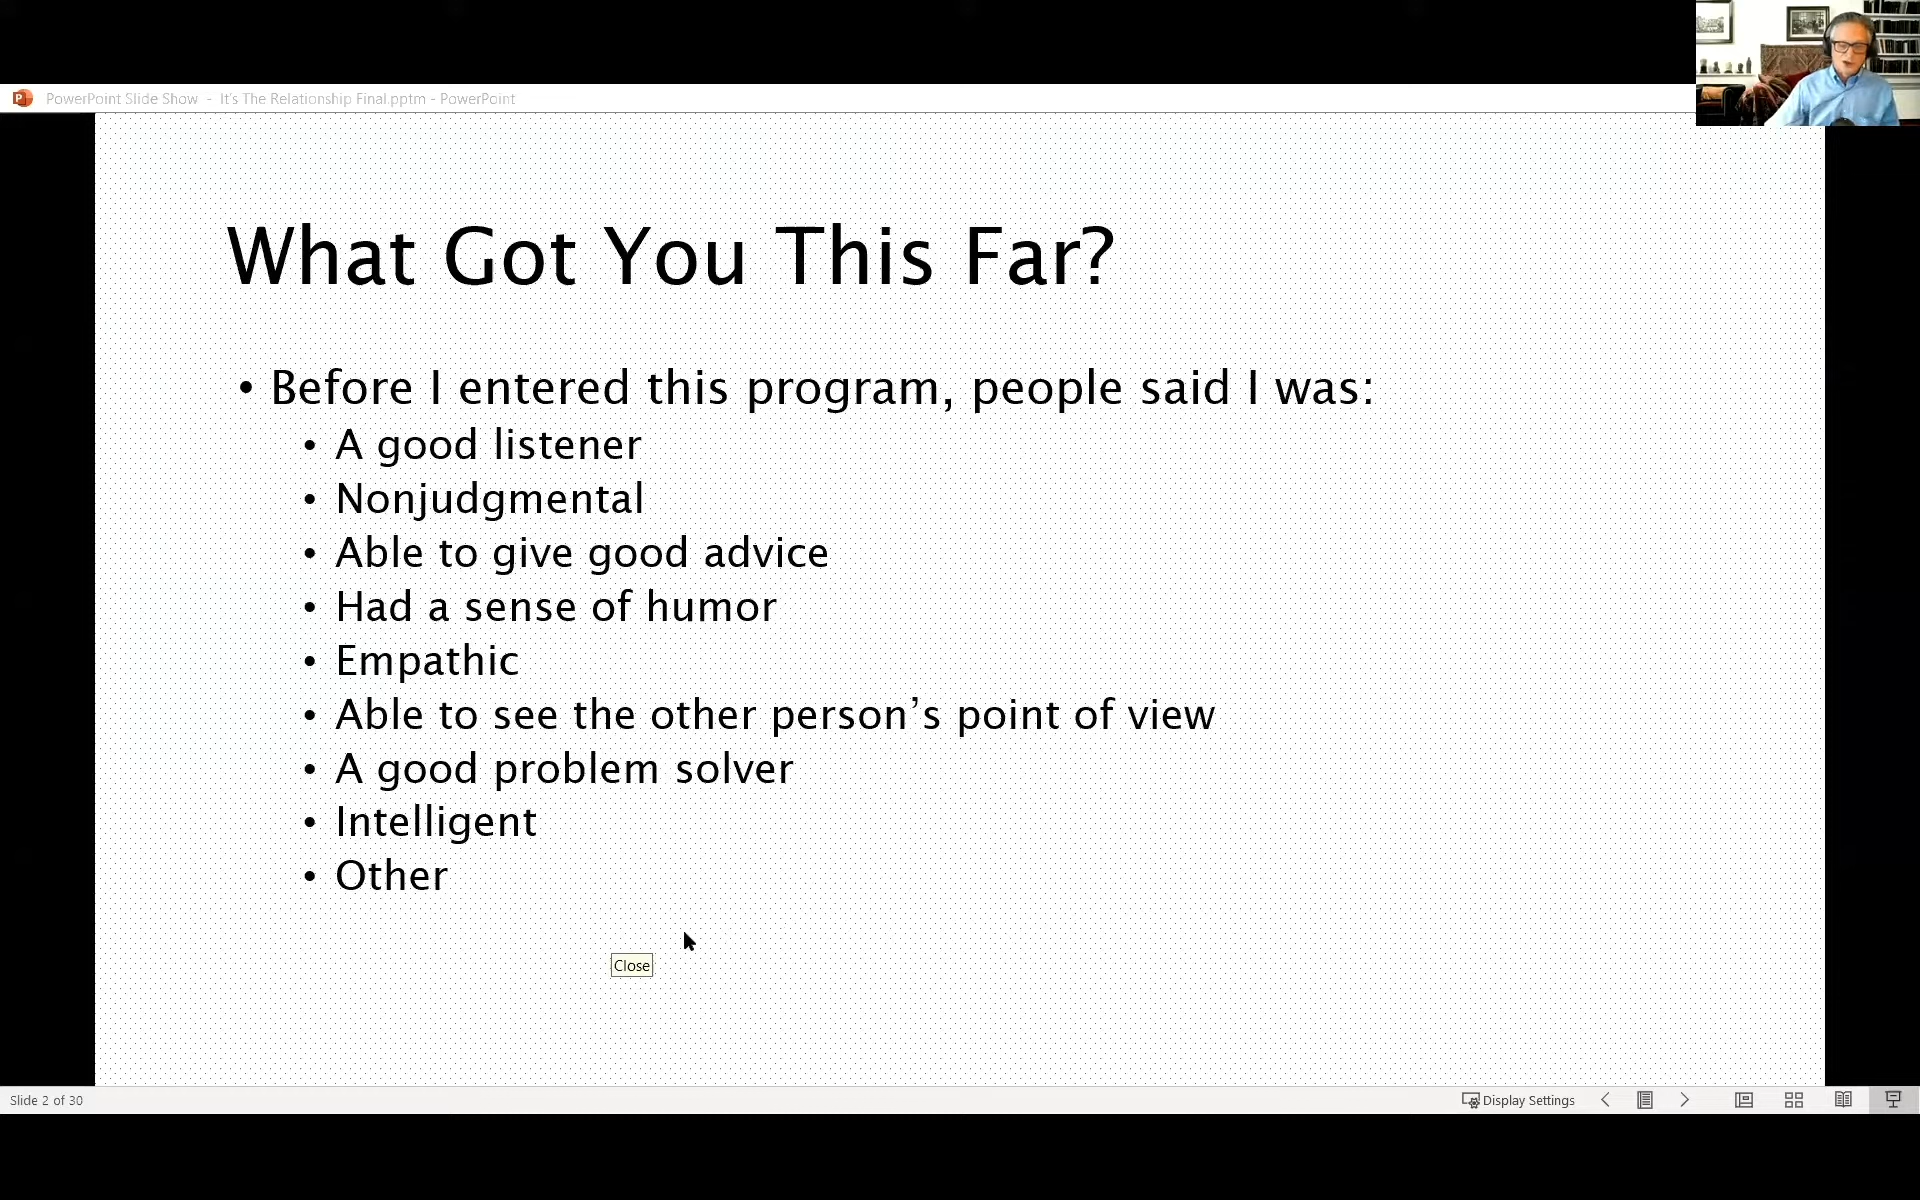 PowerPoint Slide Show - It's The Relationship Final.pptm - PowerPoint
What Got You This Far?
• Before I entered this program, people said I was:
• A good listener
• Nonjudgmental
• Able to give good advice
• Had a sense of humor
• Empathic
• Able to see the other person’s point of view
• A good problem solver
• Intelligent
• Other
Close
Slide 2 of 30
Display Settings